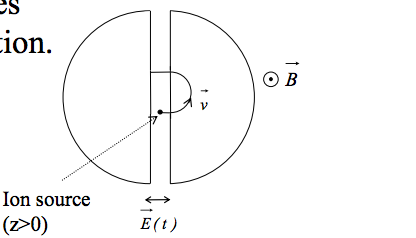 es
tion.
B
v
Ion source
(z>0)
E(t)